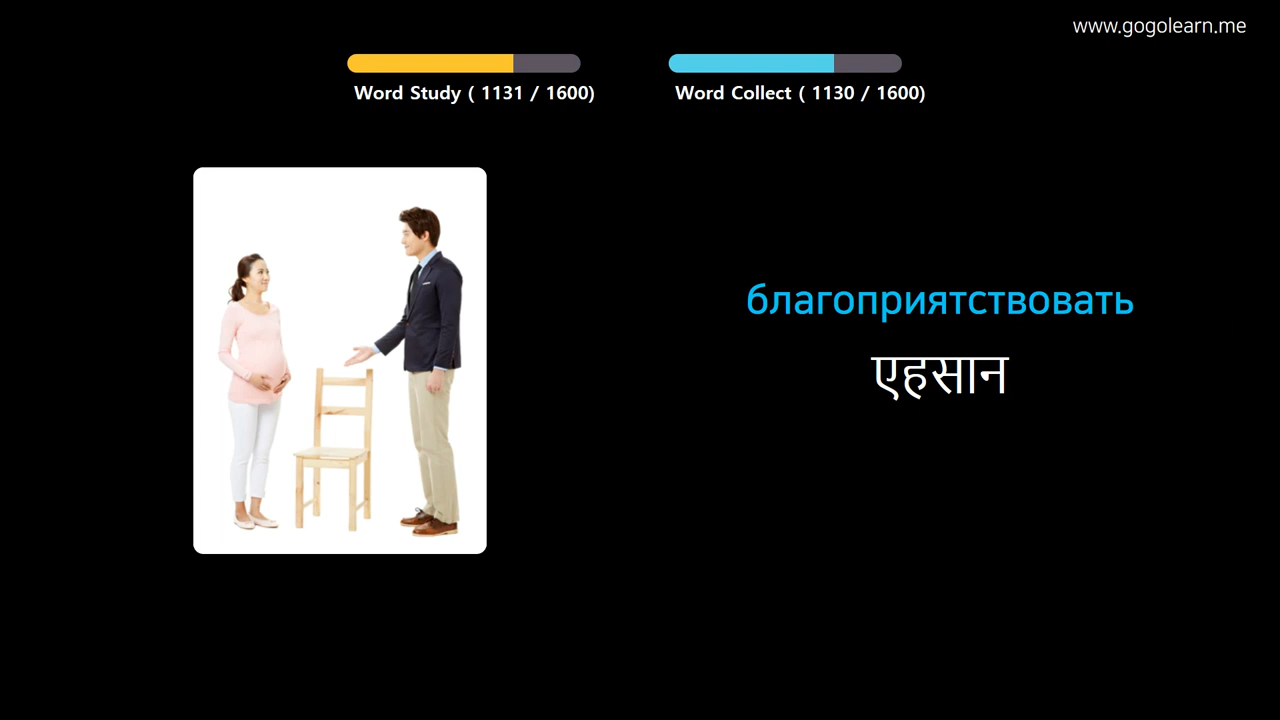 www.gogolearn.me
Word Study ( 1131 / 1600)
Word Collect ( 1130 / 1600)
благоприятствовать
एहसान